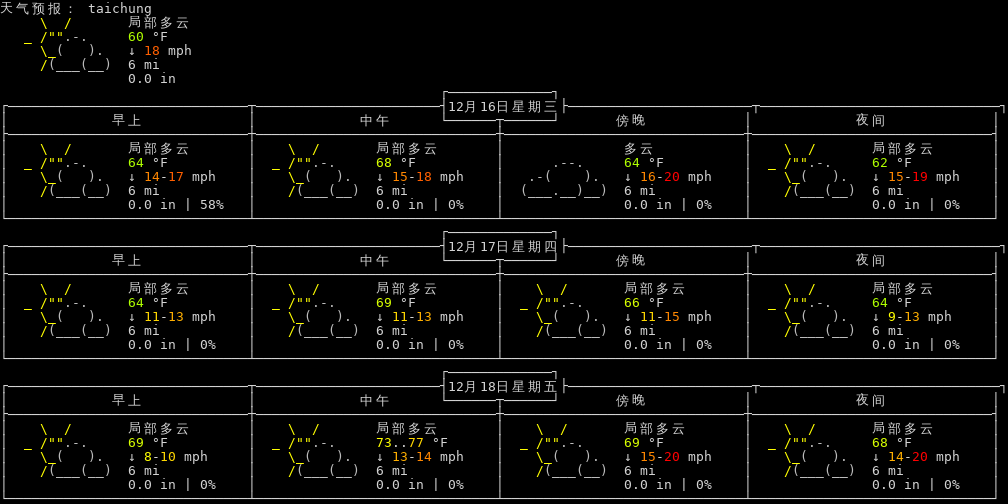 天气预报： taichung
局部多云
60 °F
↓ 18 mph
6 mi
0.0 in
12月16日星期三
早上 中午 傍晚 夜间
局部多云 局部多云 多云 局部多云
64 °F 68 °F 64 °F 62 °F
↓ 14-17 mph ↓ 15-18 mph ↓ 16-20 mph ↓ 15-19 mph
6 mi 6 mi 6 mi 6 mi
0.0 in | 58% 0.0 in | 0% 0.0 in | 0% 0.0 in | 0%
12月17日星期四
早上 中午 傍晚 夜间
局部多云 局部多云 局部多云 局部多云
64 °F 69 °F 66 °F 64 °F
↓ 11-13 mph ↓ 11-13 mph ↓ 11-15 mph ↓ 9-13 mph
6 mi 6 mi 6 mi 6 mi
0.0 in | 0% 0.0 in | 0% 0.0 in | 0% 0.0 in | 0%
12月18日星期五
早上 中午 傍晚 夜间
局部多云 局部多云 局部多云 局部多云
69 °F 73..77 °F 69 °F 68 °F
↓ 8-10 mph ↓ 13-14 mph ↓ 15-20 mph ↓ 14-20 mph
6 mi 6 mi 6 mi 6 mi
0.0 in | 0% 0.0 in | 0% 0.0 in | 0% 0.0 in | 0%